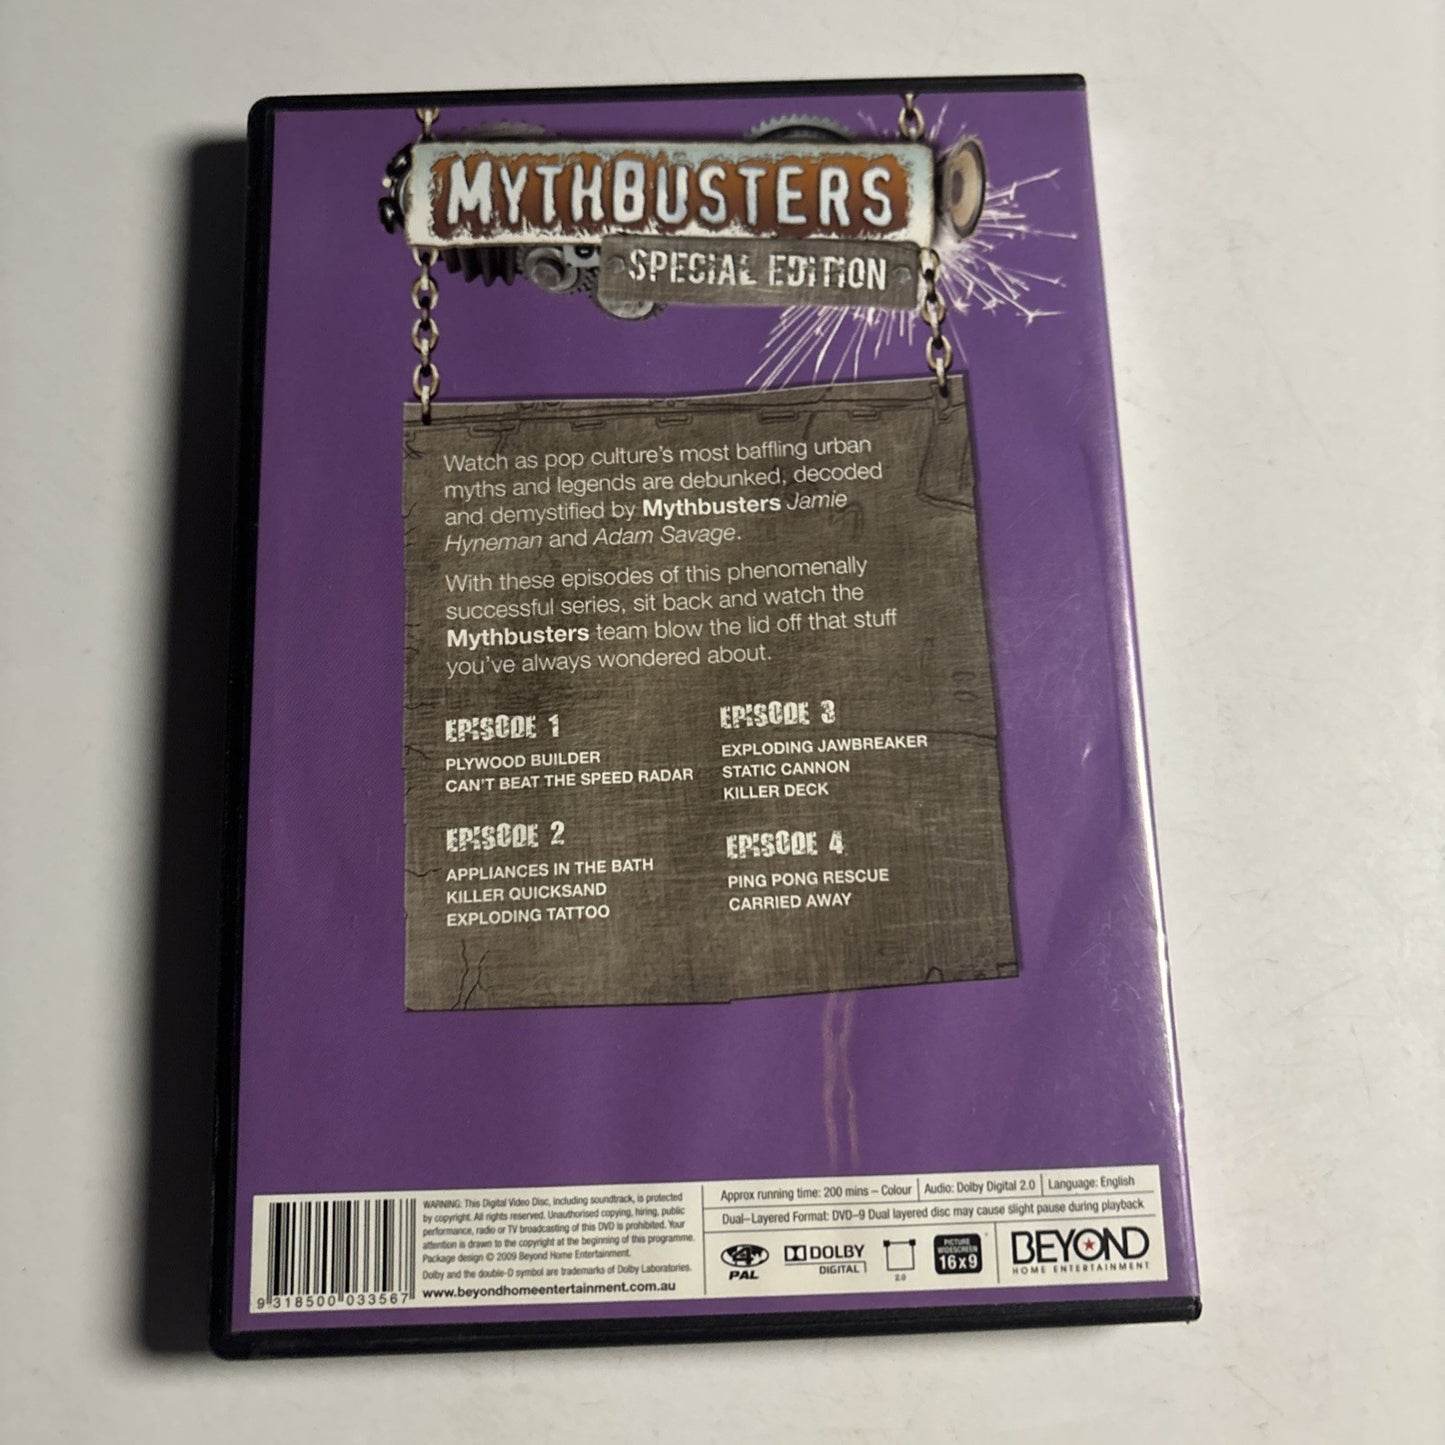 MYTHBUSTERS
SPECIAL EDITION
Watch as pop culture's most baffling urban
myths and legends are debunked, decoded
and demystified by Mythbusters Jamie
Hyneman and Adam Savage.
With these episodes of this phenomenally
successful series, sit back and watch the
Mythbusters team blow the lid off that stuff
you've always wondered about.
EPISODE 1
PLYWOOD BUILDER
CAN'T BEAT THE SPEED RADAR
EPISODE 2
APPLIANCES IN THE BATH
KILLER QUICKSAND
EXPLODING TATTOO
EPISODE 3
EXPLODING JAWBREAKER
STATIC CANNON
KILLER DECK
EPISODE 4
PING PONG RESCUE
CARRIED AWAY
9 318500 033567
WARNING: This Digital Video Disc, including soundtrack, is protected
by copyright. All rights reserved. Unauthorised copying, hiring, public
performance, radio or TV broadcasting of this DVD is prohibited. Your
attention is drawn to the copyright at the beginning of this programme.
Package design © 2009 Beyond Home Entertainment.
Dolby and the double-D symbol are trademarks of Dolby Laboratories.
www.beyondhomeentertainment.com.au
Approx running time: 200 mins – Colour
Audio: Dolby Digital 2.0
Language: English
Dual–Layered Format: DVD–9 Dual layered disc may cause slight pause during playback
4
PAL
DOLBY
DIGITAL
2.0
PICTURE
WIDESCREEN
16x9
BEYOND
HOME ENTERTAINMENT